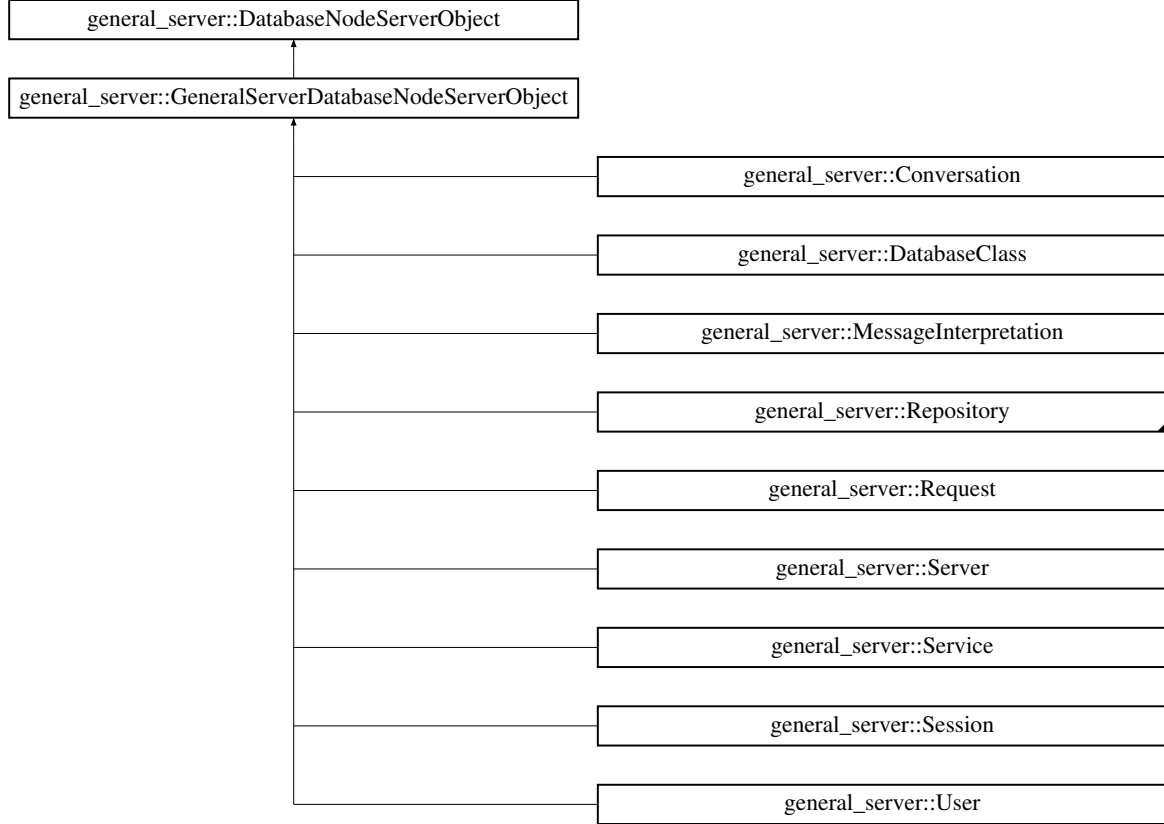 general_server::DatabaseNodeServerObject
general_server::GeneralServerDatabaseNodeServerObject
general_server::Conversation
general_server::DatabaseClass
general_server::MessageInterpretation
general_server::Repository
general_server::Request
general_server::Server
general_server::Service
general_server::Session
general_server::User